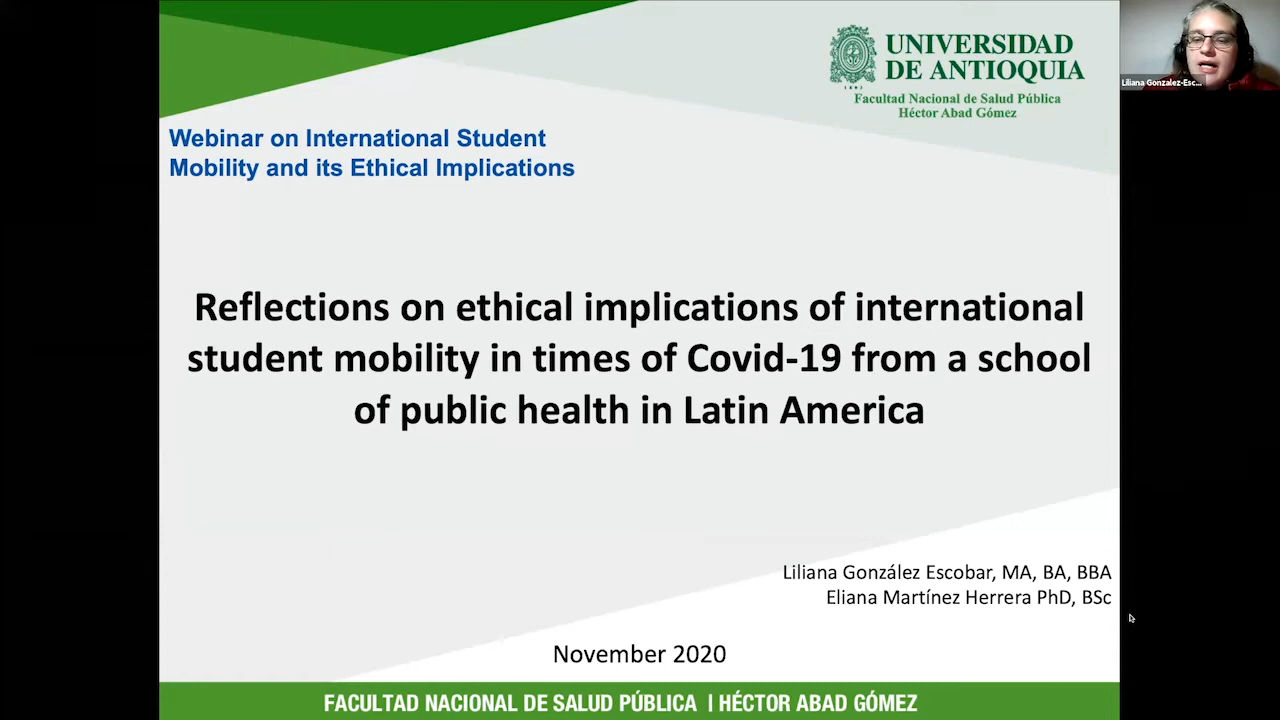 UNIVERSIDAD
DE ANTIOQUIA
Facultad Nacional de Salud Pública
Héctor Abad Gómez
Liliana Gonzalez-Esc...
Webinar on International Student
Mobility and its Ethical Implications
Reflections on ethical implications of international
student mobility in times of Covid-19 from a school
of public health in Latin America
Liliana González Escobar, MA, BA, BBA
Eliana Martínez Herrera PhD, BSc
November 2020
FACULTAD NACIONAL DE SALUD PÚBLICA | HÉCTOR ABAD GÓMEZ